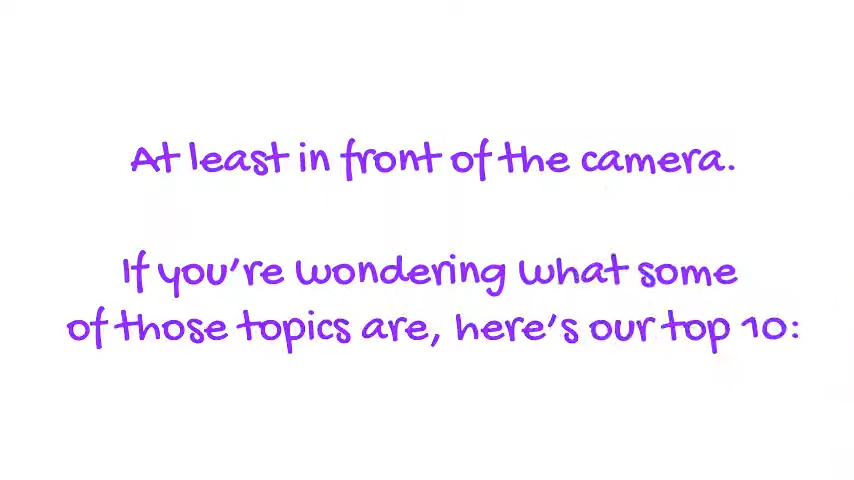 At least in front of the camera.
If you're wondering what some
of those topics are, here's our top 10: